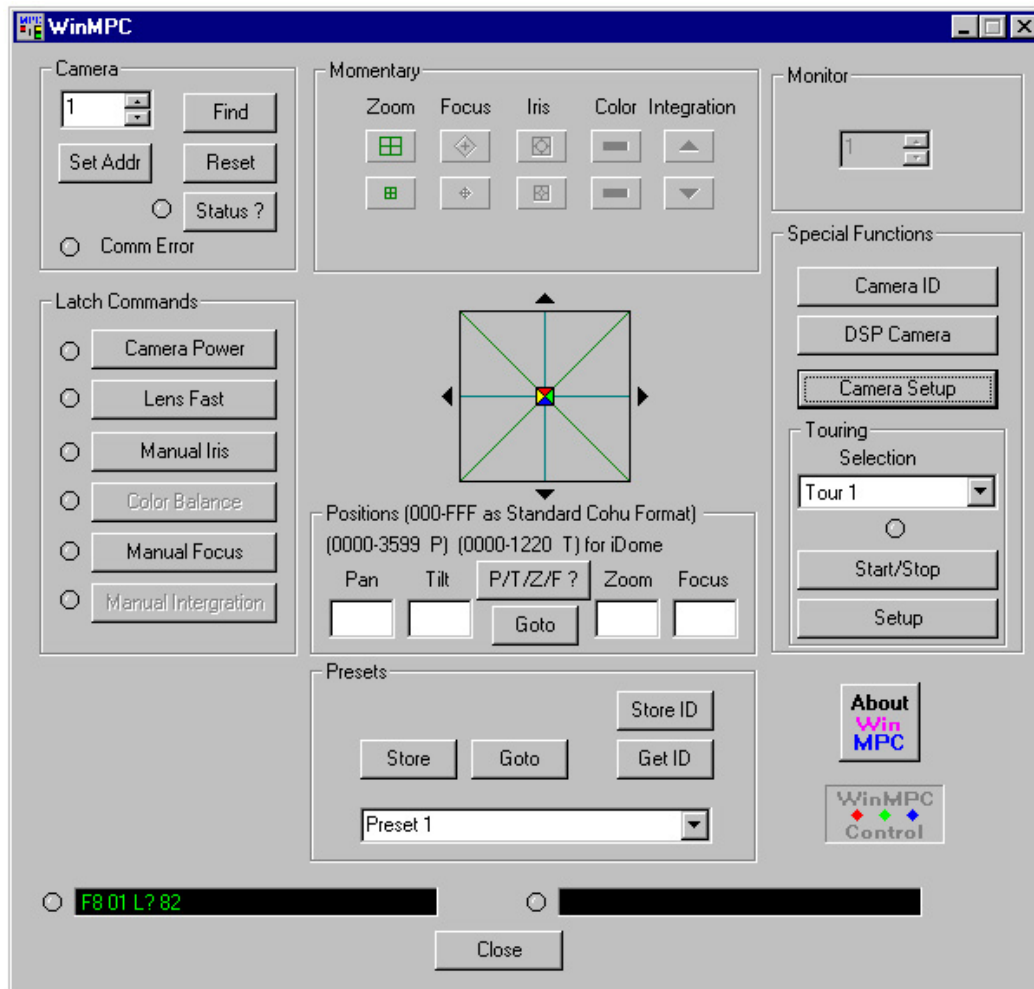 WinMPC
Camera
1
Find
Set Addr
Reset
Status ?
Comm Error
Momentary
Zoom Focus Iris Color Integration
Monitor
1
Latch Commands
Camera Power
Lens Fast
Manual Iris
Color Balance
Manual Focus
Manual Intergration
Special Functions
Camera ID
DSP Camera
Camera Setup
Touring
Selection
Tour 1
Start/Stop
Setup
Positions (000-FFF as Standard Cohu Format)
(0000-3599 P) (0000-1220 T) for iDome
Pan Tilt P/T/Z/F ? Zoom Focus
Goto
Presets
Store ID
Store Goto Get ID
Preset 1
About
Win
MPC
WinMPC
Control
F8 01 L? 82
Close